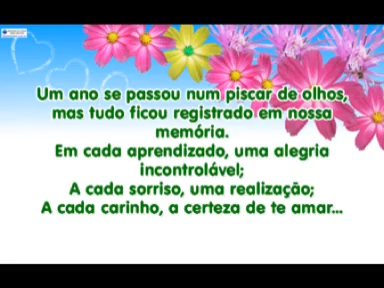 Um ano se passou num piscar de olhos,
mas tudo ficou registrado em nossa
memória.
Em cada aprendizado, uma alegria
incontrolável;
A cada sorriso, uma realização;
A cada carinho, a certeza de te amar...